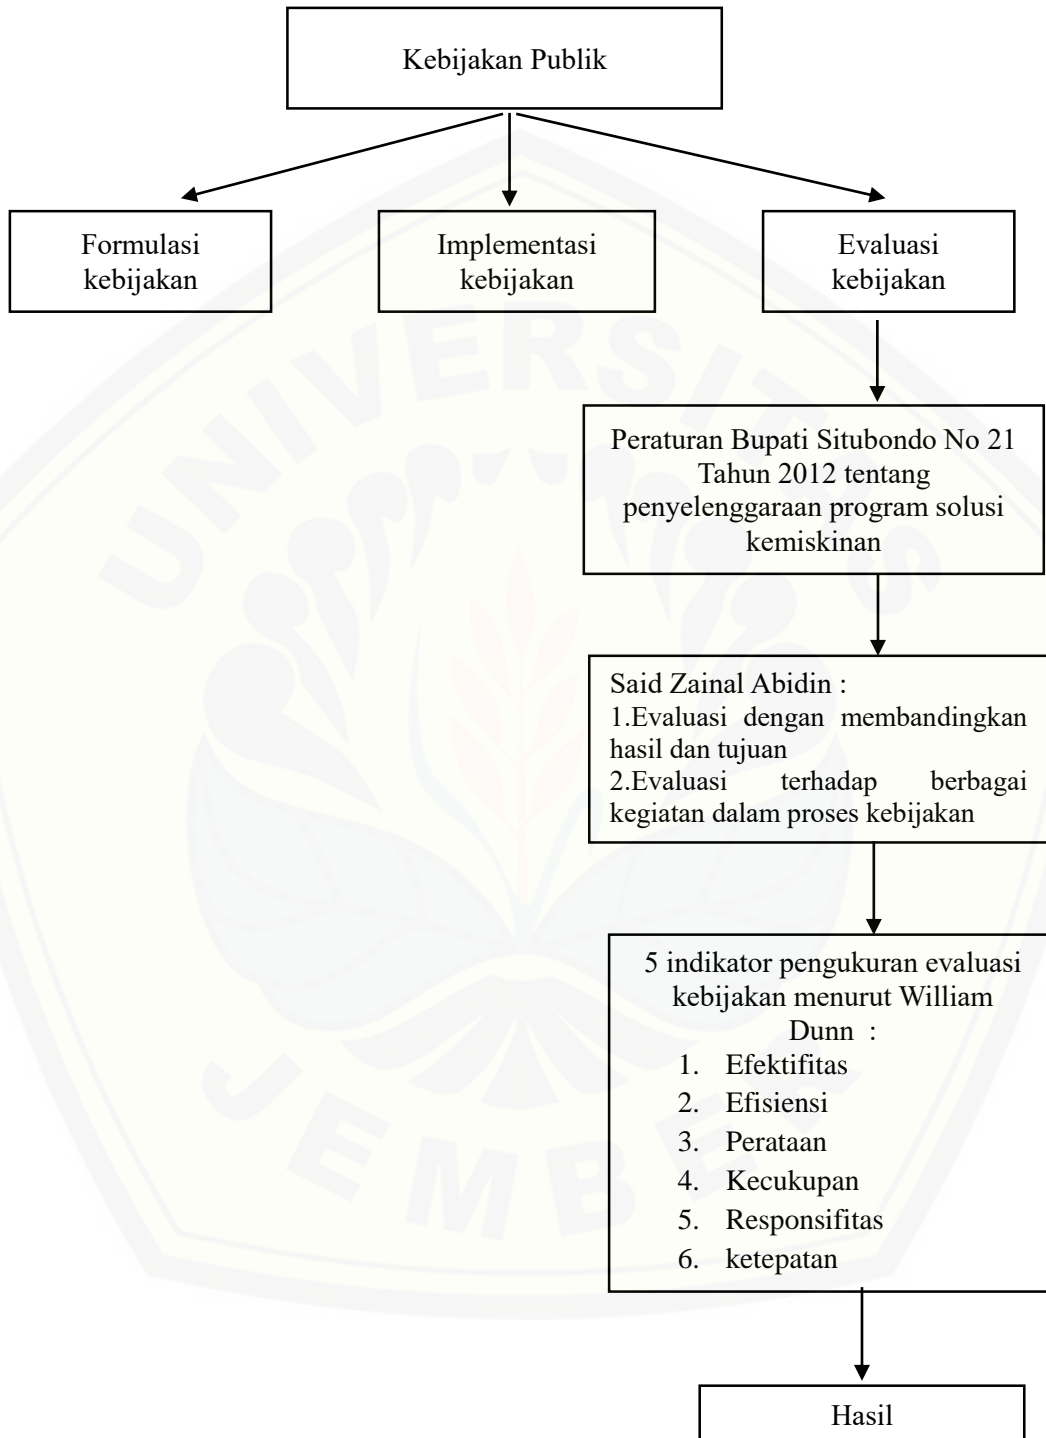 Kebijakan Publik
Formulasi
kebijakan
Implementasi
kebijakan
Evaluasi
kebijakan
Peraturan Bupati Situbondo No 21
Tahun 2012 tentang
penyelenggaraan program solusi
kemiskinan
Said Zainal Abidin :
1.Evaluasi dengan membandingkan
hasil dan tujuan
2.Evaluasi terhadap berbagai
kegiatan dalam proses kebijakan
5 indikator pengukuran evaluasi
kebijakan menurut William
Dunn :
1. Efektifitas
2. Efisiensi
3. Perataan
4. Kecukupan
5. Responsifitas
6. ketepatan
Hasil
UNIVERSITAS
JEMBER